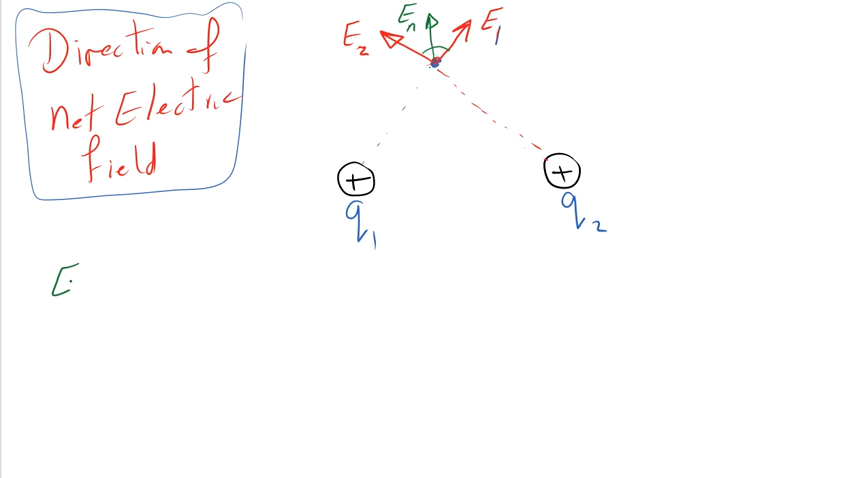 Direction of
net Electric
field
E₂
Eₙ
E₁
+
+
q₁
q₂
E